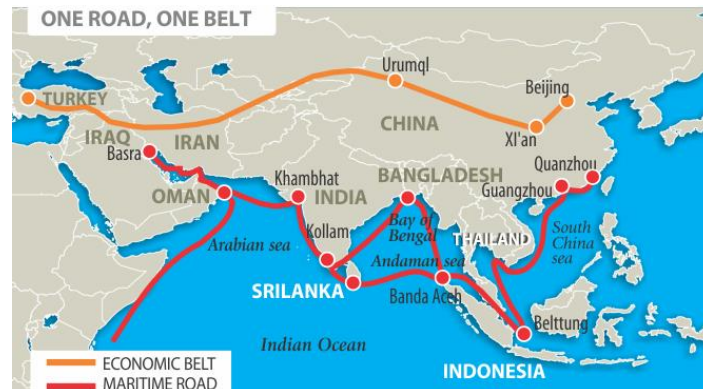 ONE ROAD, ONE BELT
Urumql
Beijing
TURKEY
CHINA
XI'an
IRAQ
IRAN
Basra
Quanzhou
Khambhat
BANGLADESH
Guangzhou
OMAN
INDIA
Kollam
Bay of
Bengal
THAILAND
South
China
sea
Arabian sea
Andaman sea
SRILANKA
Banda Aceh
Belttung
Indian Ocean
INDONESIA
ECONOMIC BELT
MARITIME ROAD